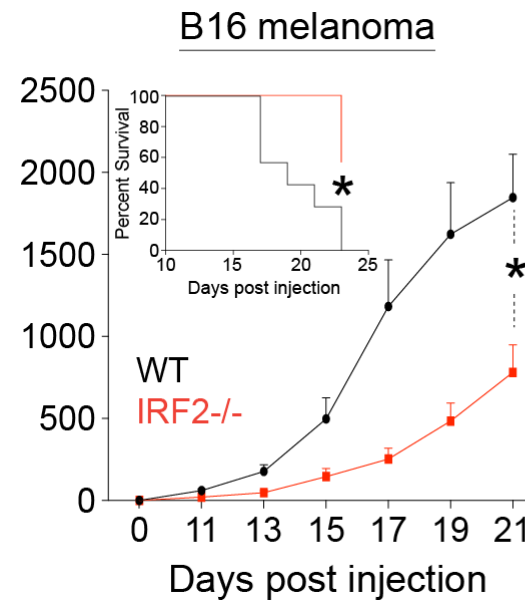 B16 melanoma
2500
2000
1500
1000
500
0
Percent Survival
100
80
60
40
20
0
10 15 20 25
Days post injection
*
*
WT
IRF2-/-
0 11 13 15 17 19 21
Days post injection